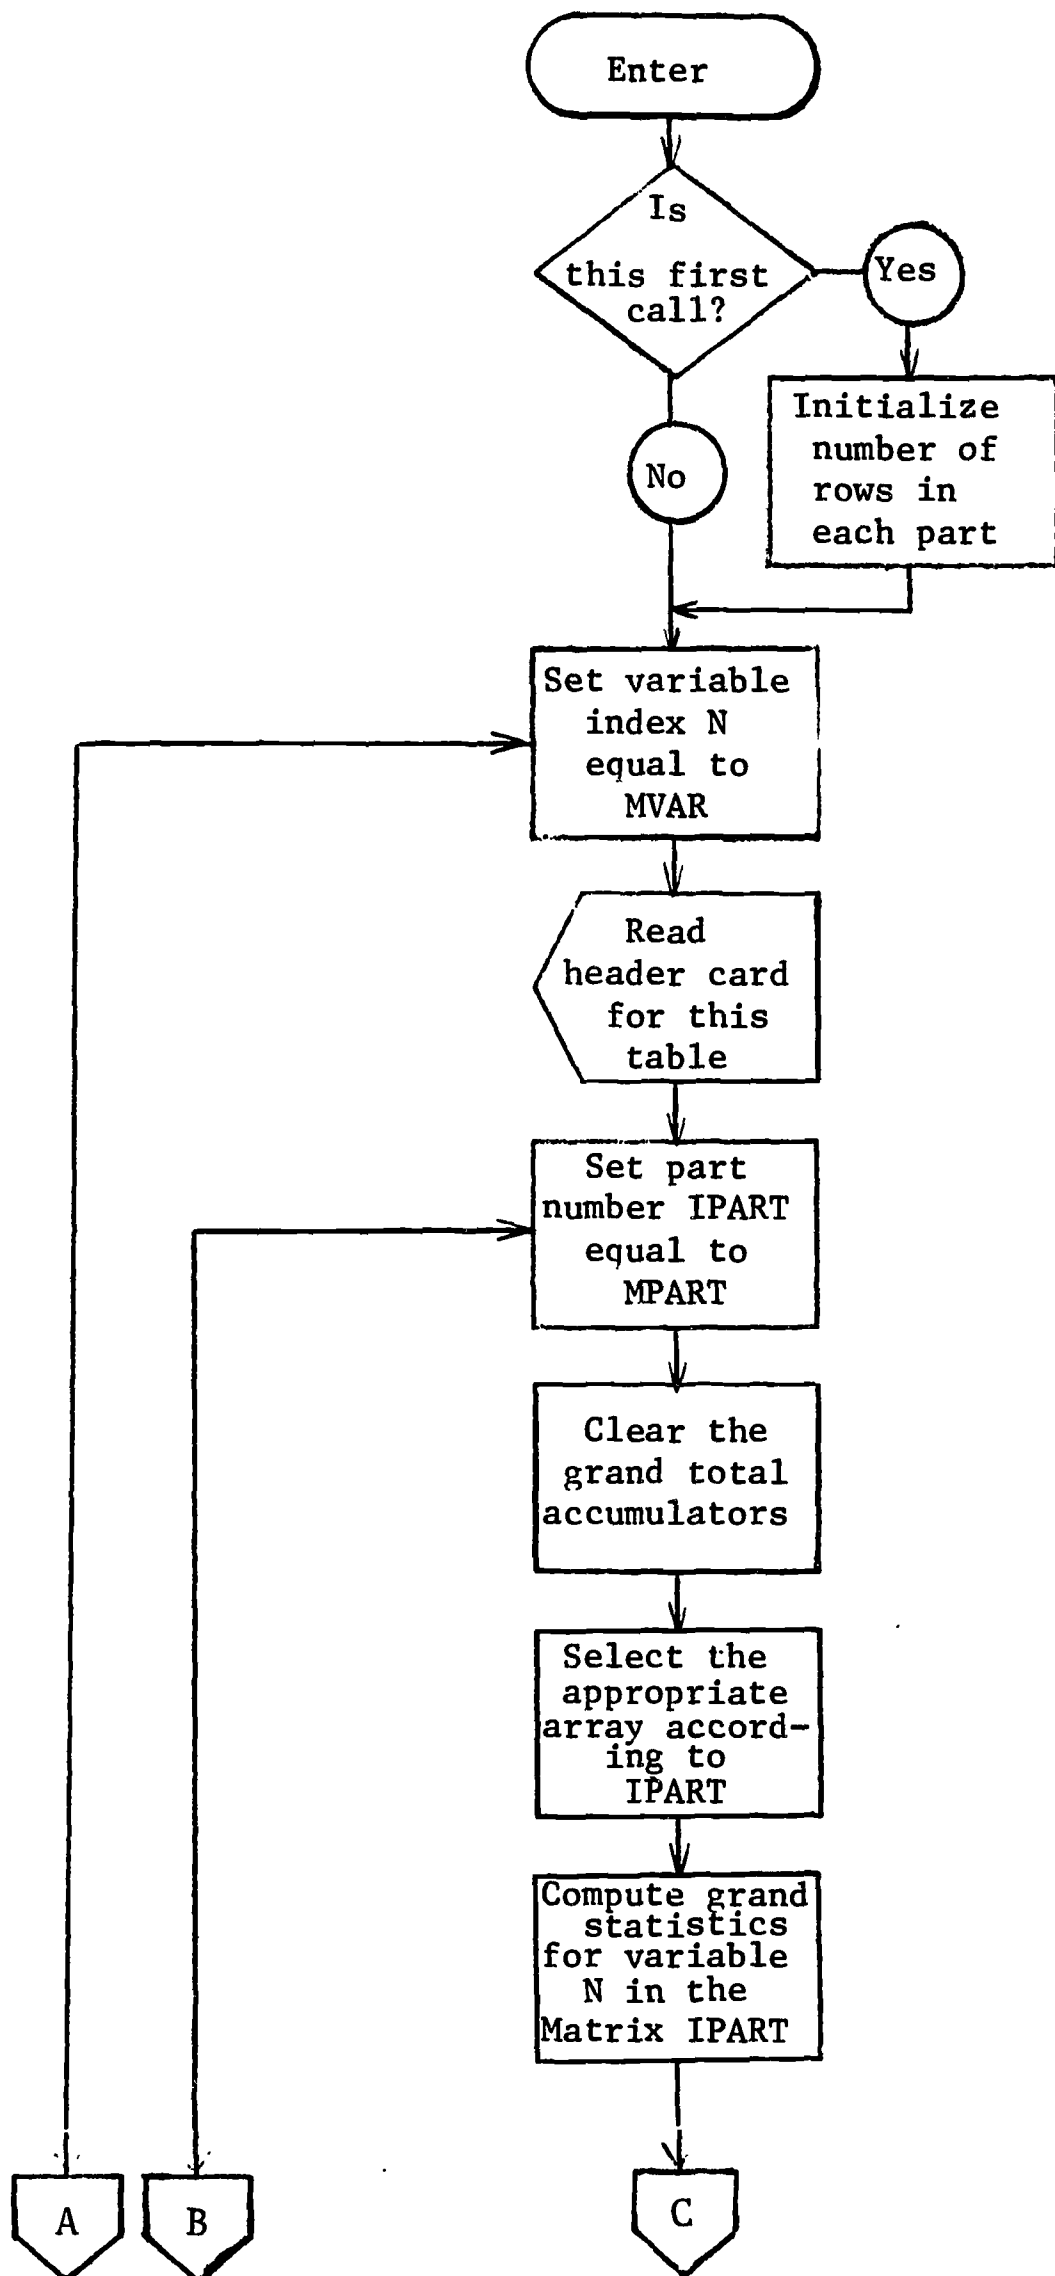 Enter
Is
this first
call?
Yes
No
Initialize
number of
rows in
each part
Set variable
index N
equal to
MVAR
Read
header card
for this
table
Set part
number IPART
equal to
MPART
Clear the
grand total
accumulators
Select the
appropriate
array accord-
ing to
IPART
Compute grand
statistics
for variable
N in the
Matrix IPART
A
B
C